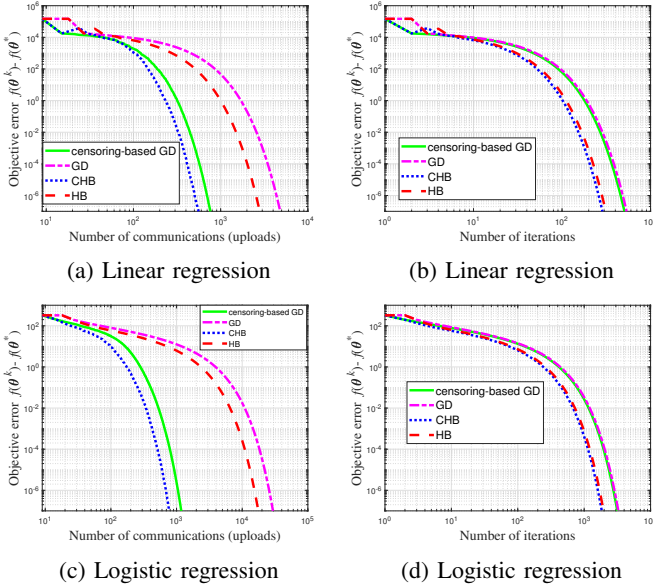 10^6
10^4
10^2
10^0
10^-2
10^-4
10^-6
Objective error f(θ^k)- f(θ^*)
censoring-based GD
GD
CHB
HB
10^1
10^2
10^3
10^4
Number of communications (uploads)
(a) Linear regression
10^6
10^4
10^2
10^0
10^-2
10^-4
10^-6
Objective error f(θ^k)- f(θ^*)
censoring-based GD
GD
CHB
HB
10^0
10^1
10^2
10
Number of iterations
(b) Linear regression
10^2
10^0
10^-2
10^-4
10^-6
Objective error f(θ^k)- f(θ^*)
censoring-based GD
GD
CHB
HB
10^1
10^2
10^3
10^4
10^5
Number of communications (uploads)
(c) Logistic regression
10^2
10^0
10^-2
10^-4
10^-6
Objective error f(θ^k)- f(θ^*)
censoring-based GD
GD
CHB
HB
10^0
10^1
10^2
10^3
10
Number of iterations
(d) Logistic regression